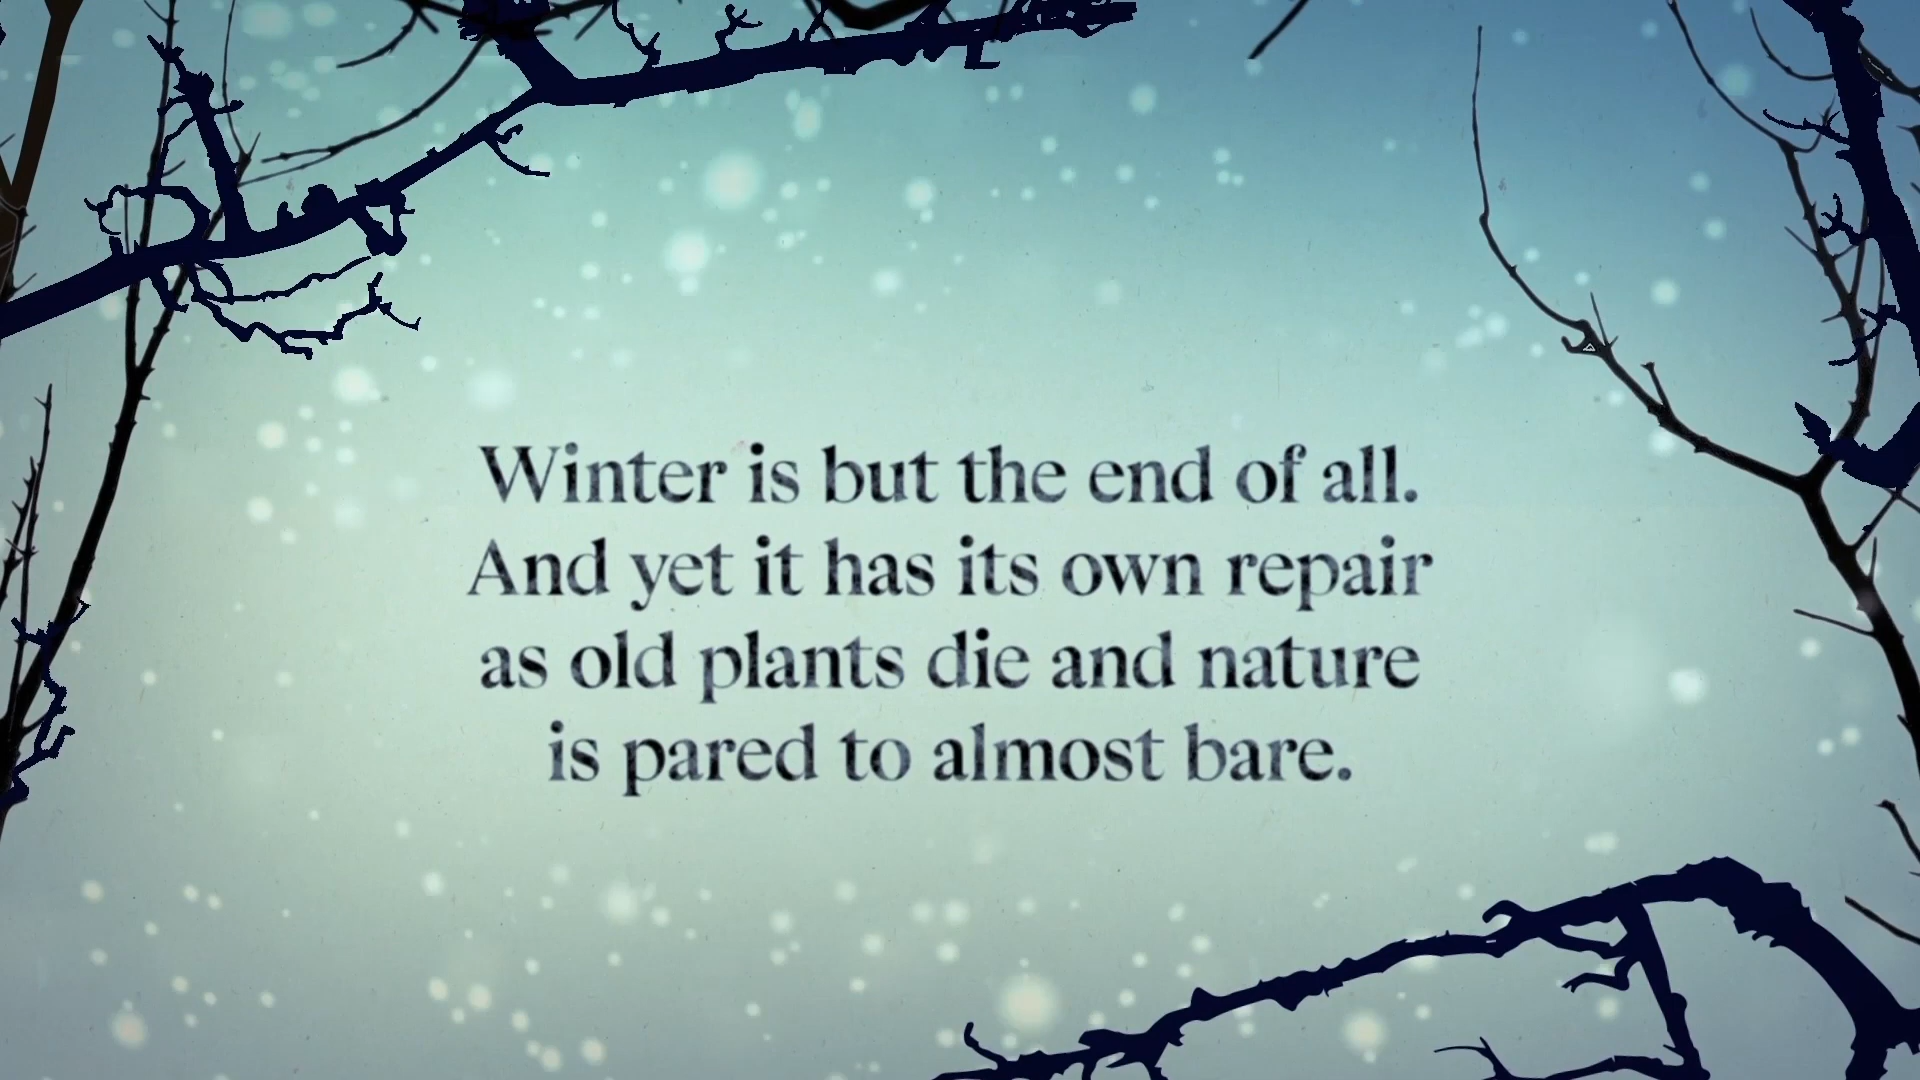 Winter is but the end of all.
And yet it has its own repair
as old plants die and nature
is pared to almost bare.